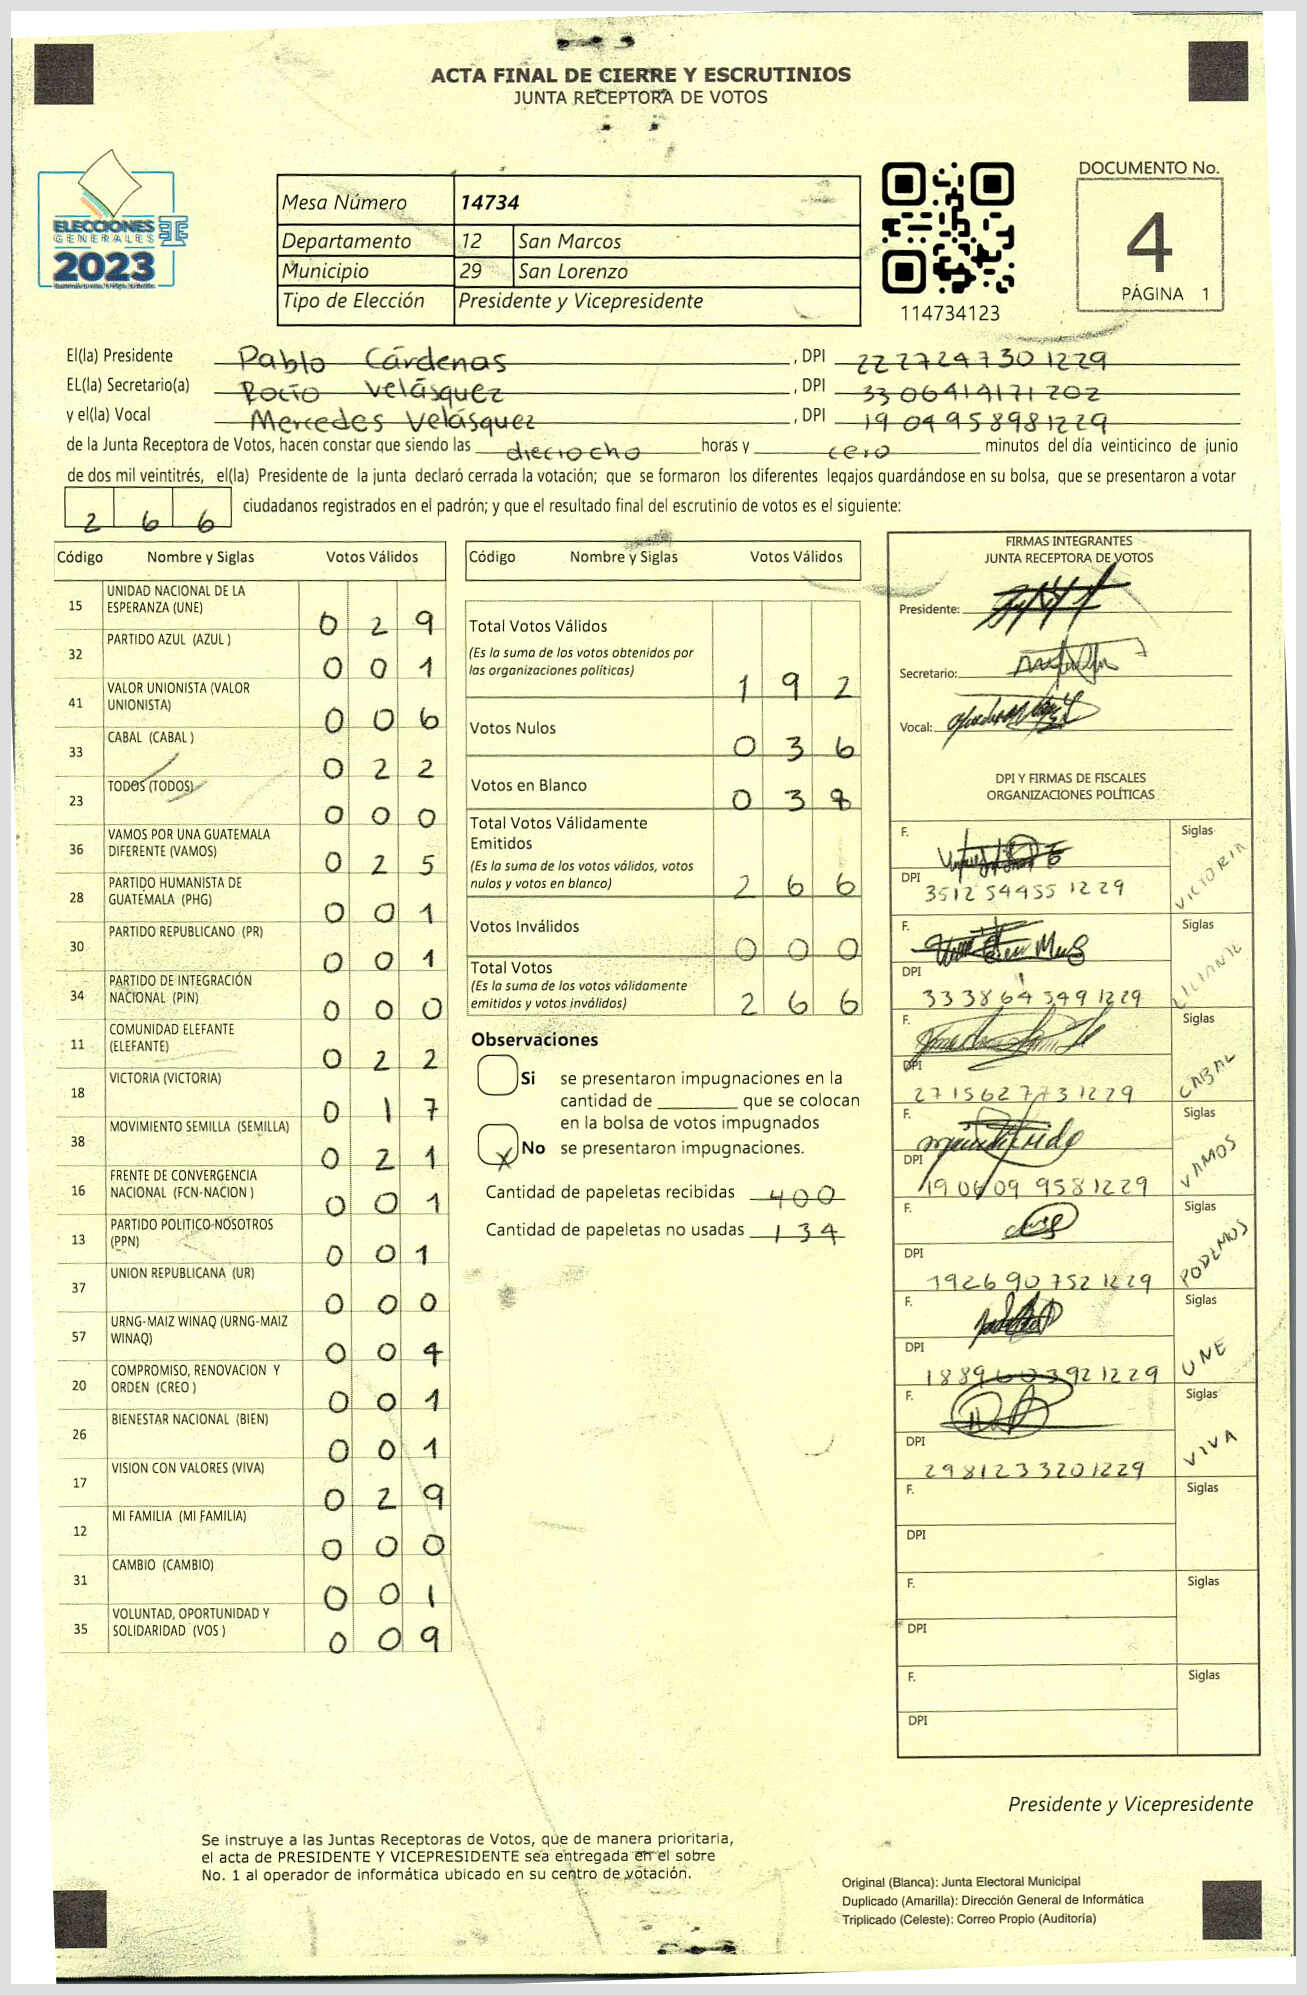 ACTA FINAL DE CIERRE Y ESCRUTINIOS
JUNTA RECEPTORA DE VOTOS
ELECCIONES
GENERALES
2023
Mesa Número 14734
Departamento 12 San Marcos
Municipio 29 San Lorenzo
Tipo de Elección Presidente y Vicepresidente
114734123
DOCUMENTO No.
4
PÁGINA 1
El(la) Presidente Pablo Cárdenas, DPI 2227247301229
EL(la) Secretario(a) Rocío Velásquez, DPI 3306414171202
y el(la) Vocal Mercedes Velásquez, DPI 1904958981229
de la Junta Receptora de Votos, hacen constar que siendo las dieciocho horas y cero minutos del día veinticinco de junio
de dos mil veintitrés, el(la) Presidente de la junta declaró cerrada la votación; que se formaron los diferentes legajos guardándose en su bolsa, que se presentaron a votar
2 6 6 ciudadanos registrados en el padrón; y que el resultado final del escrutinio de votos es el siguiente:
Código Nombre y Siglas Votos Válidos
15 UNIDAD NACIONAL DE LA
ESPERANZA (UNE) 0 2 9
32 PARTIDO AZUL (AZUL ) 0 0 1
41 VALOR UNIONISTA (VALOR
UNIONISTA) 0 0 6
33 CABAL (CABAL ) 0 2 2
23 TODOS (TODOS) 0 0 0
36 VAMOS POR UNA GUATEMALA
DIFERENTE (VAMOS) 0 2 5
28 PARTIDO HUMANISTA DE
GUATEMALA (PHG) 0 0 1
30 PARTIDO REPUBLICANO (PR) 0 0 1
34 PARTIDO DE INTEGRACIÓN
NACIONAL (PIN) 0 0 0
11 COMUNIDAD ELEFANTE
(ELEFANTE) 0 2 2
18 VICTORIA (VICTORIA) 0 1 7
38 MOVIMIENTO SEMILLA (SEMILLA) 0 2 1
16 FRENTE DE CONVERGENCIA
NACIONAL (FCN-NACION ) 0 0 1
13 PARTIDO POLITICO NOSOTROS
(PPN) 0 0 1
37 UNION REPUBLICANA (UR) 0 0 0
57 URNG-MAIZ WINAQ (URNG-MAIZ
WINAQ) 0 0 4
20 COMPROMISO, RENOVACION Y
ORDEN (CREO ) 0 0 1
26 BIENESTAR NACIONAL (BIEN) 0 0 1
17 VISION CON VALORES (VIVA) 0 2 9
12 MI FAMILIA (MI FAMILIA) 0 0 0
31 CAMBIO (CAMBIO) 0 0 1
35 VOLUNTAD, OPORTUNIDAD Y
SOLIDARIDAD (VOS ) 0 0 9
Código Nombre y Siglas Votos Válidos
Total Votos Válidos
(Es la suma de los votos obtenidos por
las organizaciones políticas) 1 9 2
Votos Nulos 0 3 6
Votos en Blanco 0 3 8
Total Votos Válidamente
Emitidos
(Es la suma de los votos válidos, votos
nulos y votos en blanco) 2 6 6
Votos Inválidos 0 0 0
Total Votos
(Es la suma de los votos válidamente
emitidos y votos inválidos) 2 6 6
Observaciones
Si se presentaron impugnaciones en la
cantidad de ________ que se colocan
en la bolsa de votos impugnados
X No se presentaron impugnaciones.
Cantidad de papeletas recibidas 400
Cantidad de papeletas no usadas 134
FIRMAS INTEGRANTES
JUNTA RECEPTORA DE VOTOS
Presidente:
Secretario:
Vocal:
DPI Y FIRMAS DE FISCALES
ORGANIZACIONES POLÍTICAS
F. Siglas VICTORIA
DPI 3512544551229
F. Siglas
DPI 3338645491229
F. Siglas CABAL
DPI 2715627731229
F. Siglas VAMOS
DPI 1906099581229
F. Siglas PODEMOS
DPI 1926907521229
F. Siglas UNE
DPI 1889603921229
F. Siglas VIVA
DPI 2981233201229
F. Siglas
DPI
F. Siglas
DPI
F. Siglas
DPI
Presidente y Vicepresidente
Se instruye a las Juntas Receptoras de Votos, que de manera prioritaria,
el acta de PRESIDENTE Y VICEPRESIDENTE sea entregada en el sobre
No. 1 al operador de informática ubicado en su centro de votación.
Original (Blanca): Junta Electoral Municipal
Duplicado (Amarilla): Dirección General de Informática
Triplicado (Celeste): Correo Propio (Auditoría)